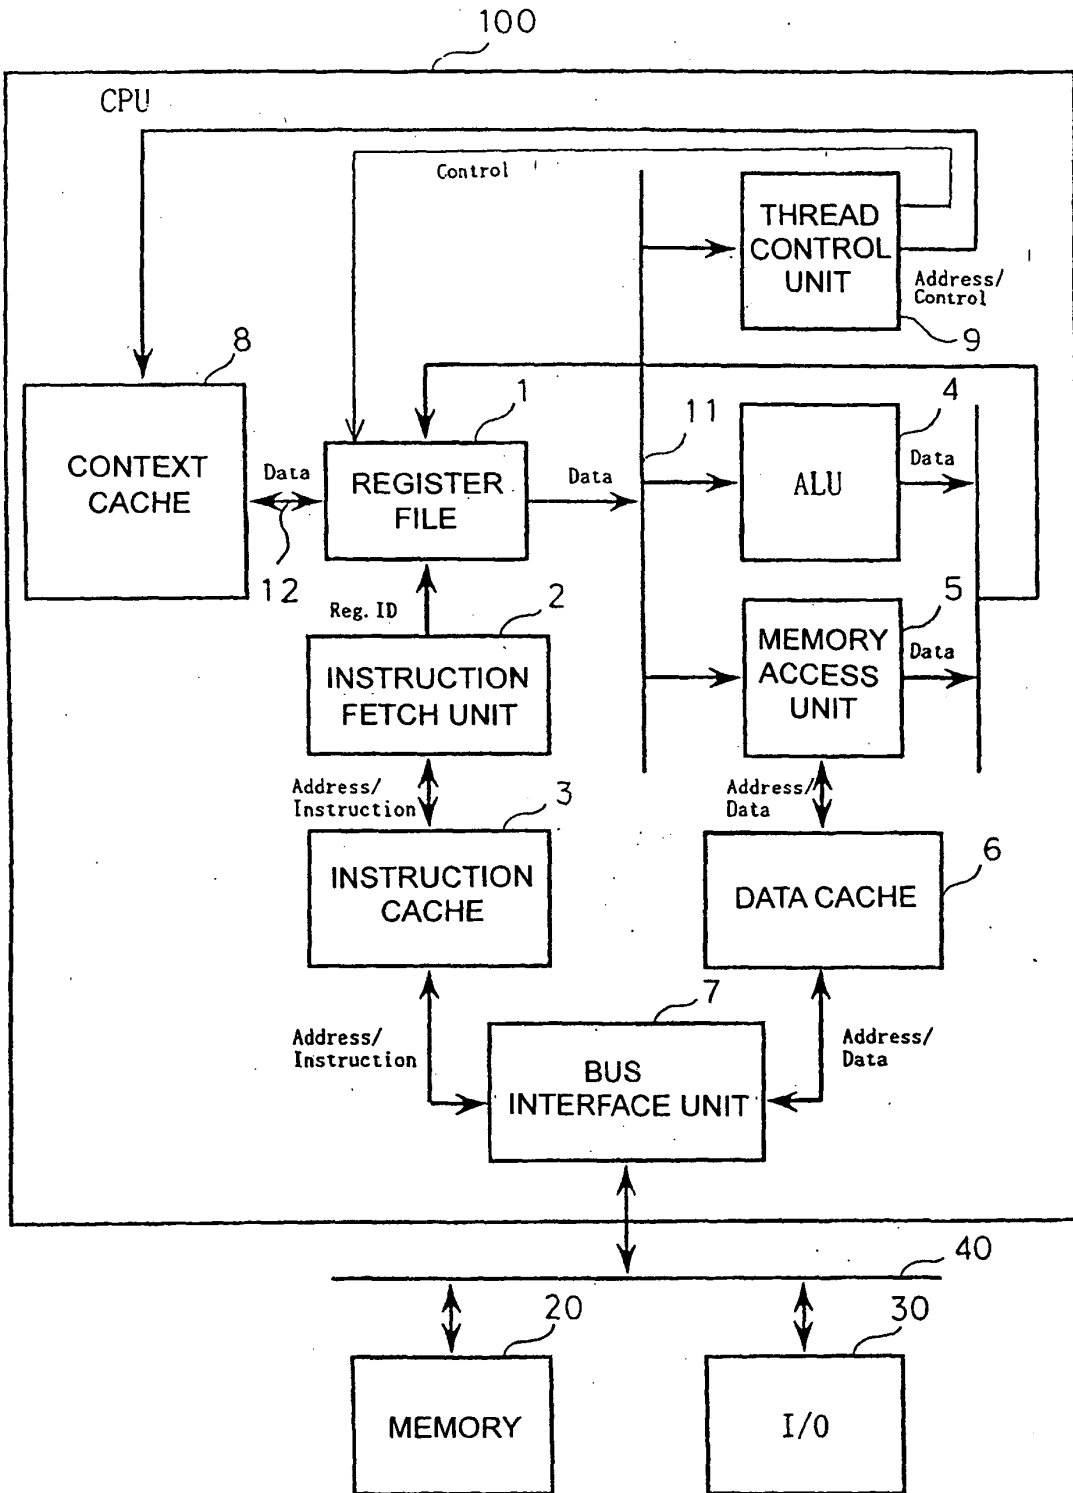 100
CPU
Control
THREAD
CONTROL
UNIT
Address/
Control
9
8
CONTEXT
CACHE
Data
12
1
REGISTER
FILE
Data
11
4
ALU
Data
Reg. ID
2
INSTRUCTION
FETCH UNIT
5
MEMORY
ACCESS
UNIT
Data
Address/
Instruction
3
INSTRUCTION
CACHE
Address/
Data
6
DATA CACHE
Address/
Instruction
7
BUS
INTERFACE UNIT
Address/
Data
40
20
MEMORY
30
I/O